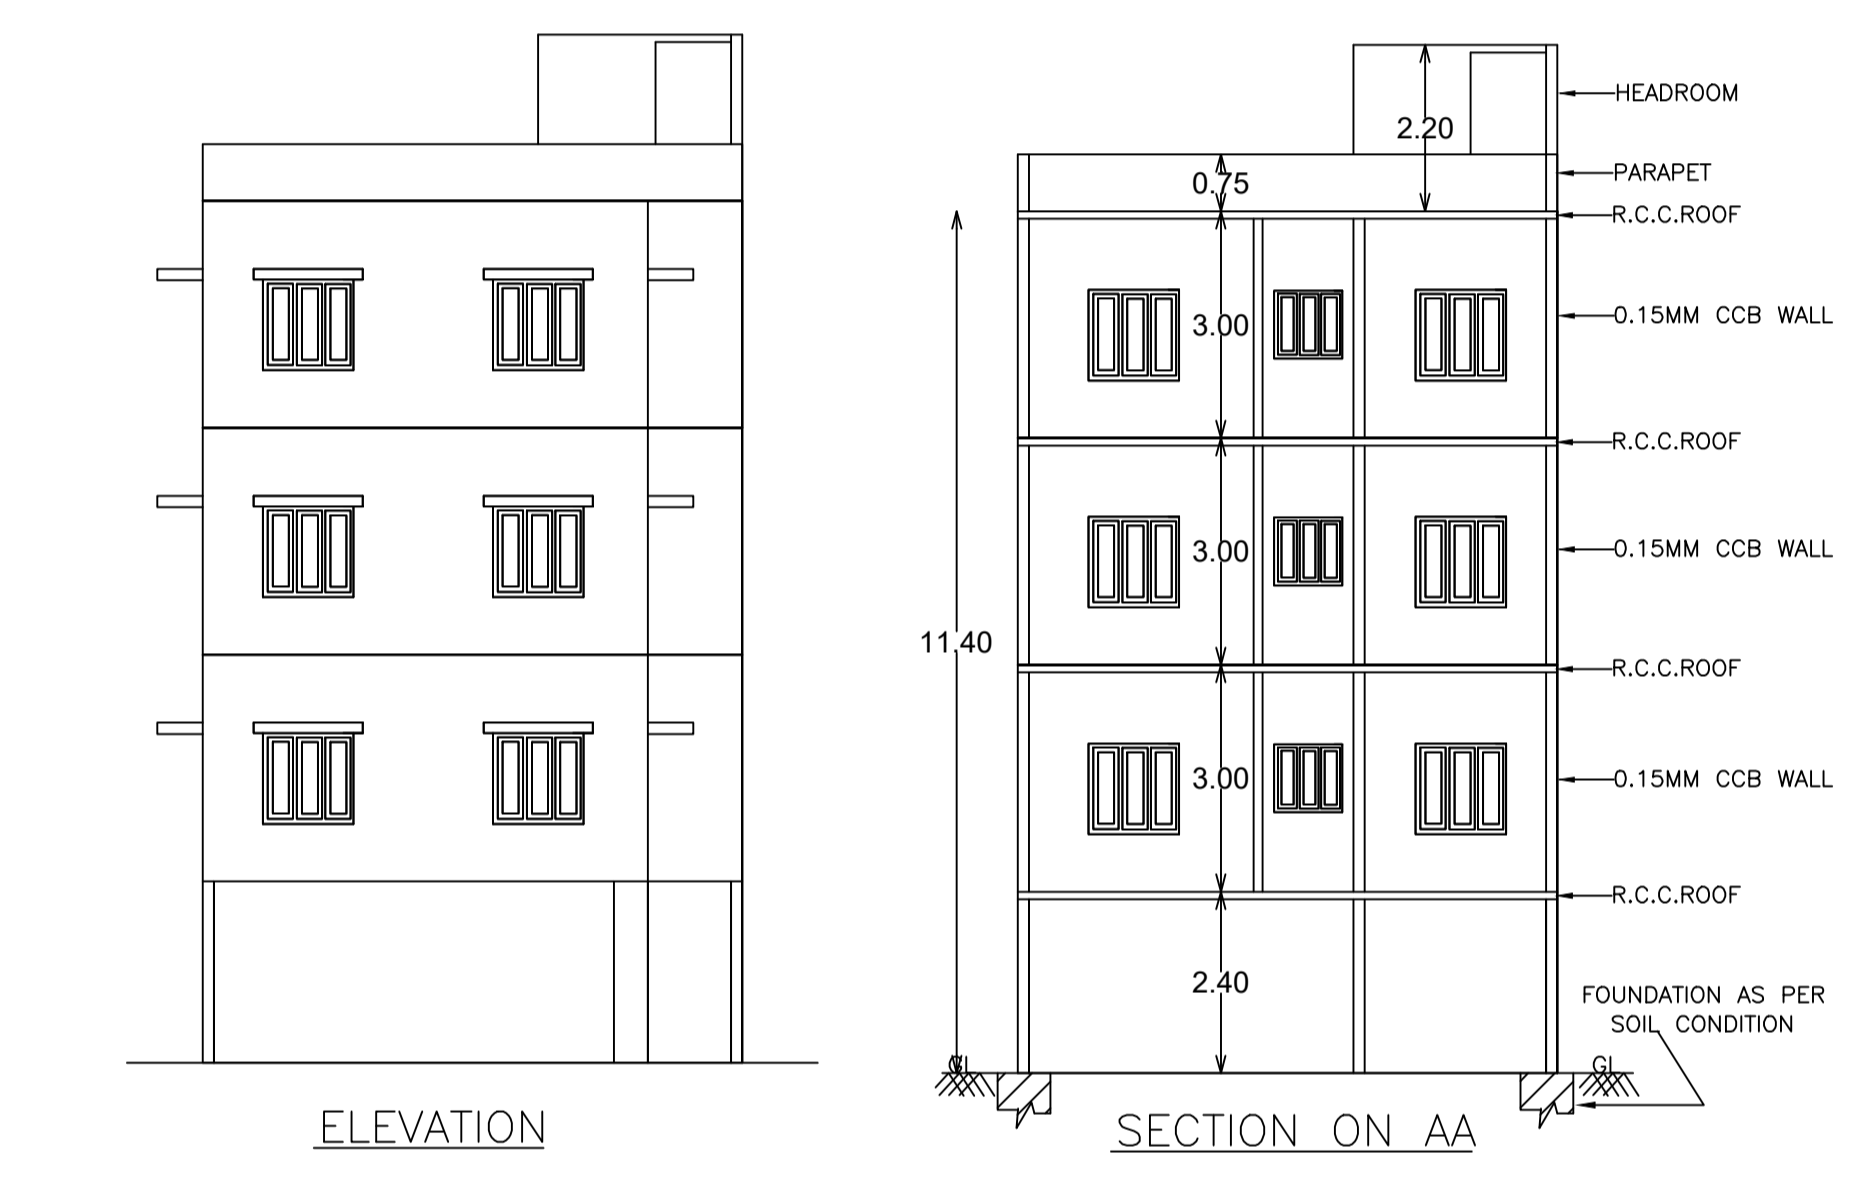 HEADROOM
2.20
PARAPET
0.75
R.C.C.ROOF
0.15MM CCB WALL
3.00
R.C.C.ROOF
0.15MM CCB WALL
3.00
11.40
R.C.C.ROOF
0.15MM CCB WALL
3.00
R.C.C.ROOF
2.40
FOUNDATION AS PER
SOIL CONDITION
GL
GL
ELEVATION
SECTION ON AA